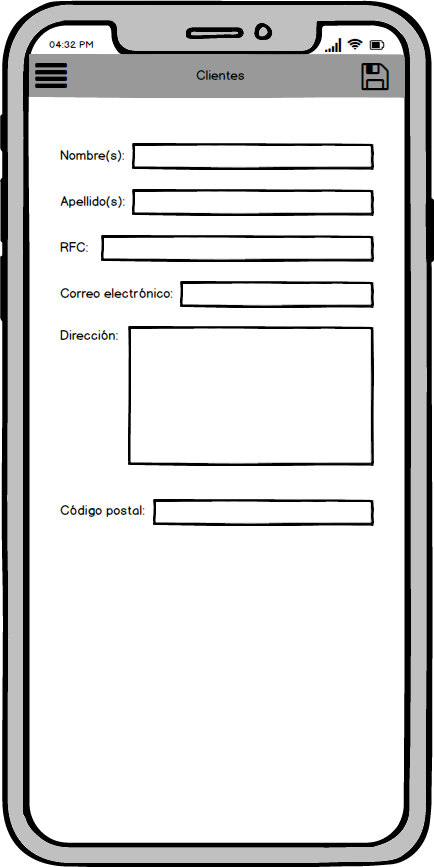 04:32 PM
Clientes
Nombre(s):
Apellido(s):
RFC:
Correo electrónico:
Dirección:
Código postal: